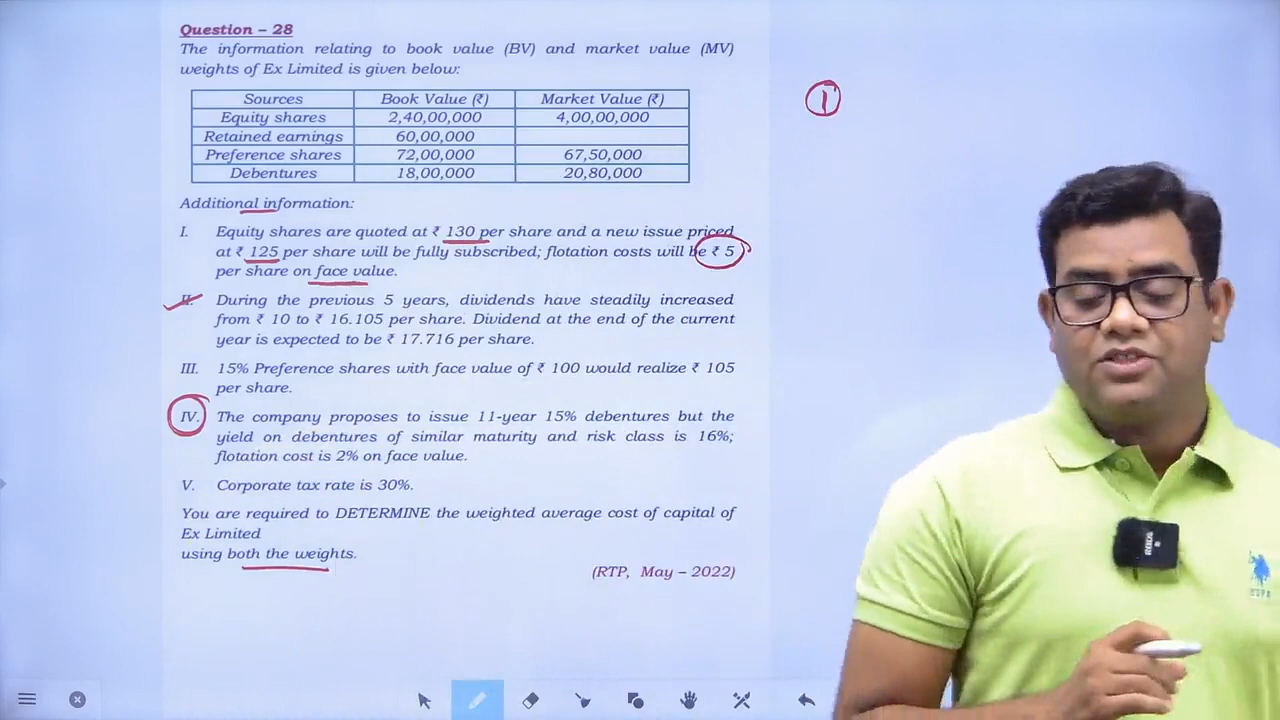 Question – 28
The information relating to book value (BV) and market value (MV)
weights of Ex Limited is given below:
Sources Book Value (₹) Market Value (₹)
Equity shares 2,40,00,000 4,00,00,000
Retained earnings 60,00,000
Preference shares 72,00,000 67,50,000
Debentures 18,00,000 20,80,000
Additional information:
I. Equity shares are quoted at ₹ 130 per share and a new issue priced
at ₹ 125 per share will be fully subscribed; flotation costs will be ₹ 5
per share on face value.
II. During the previous 5 years, dividends have steadily increased
from ₹ 10 to ₹ 16.105 per share. Dividend at the end of the current
year is expected to be ₹ 17.716 per share.
III. 15% Preference shares with face value of ₹ 100 would realize ₹ 105
per share.
IV. The company proposes to issue 11-year 15% debentures but the
yield on debentures of similar maturity and risk class is 16%;
flotation cost is 2% on face value.
V. Corporate tax rate is 30%.
You are required to DETERMINE the weighted average cost of capital of
Ex Limited
using both the weights.
(RTP, May – 2022)
1